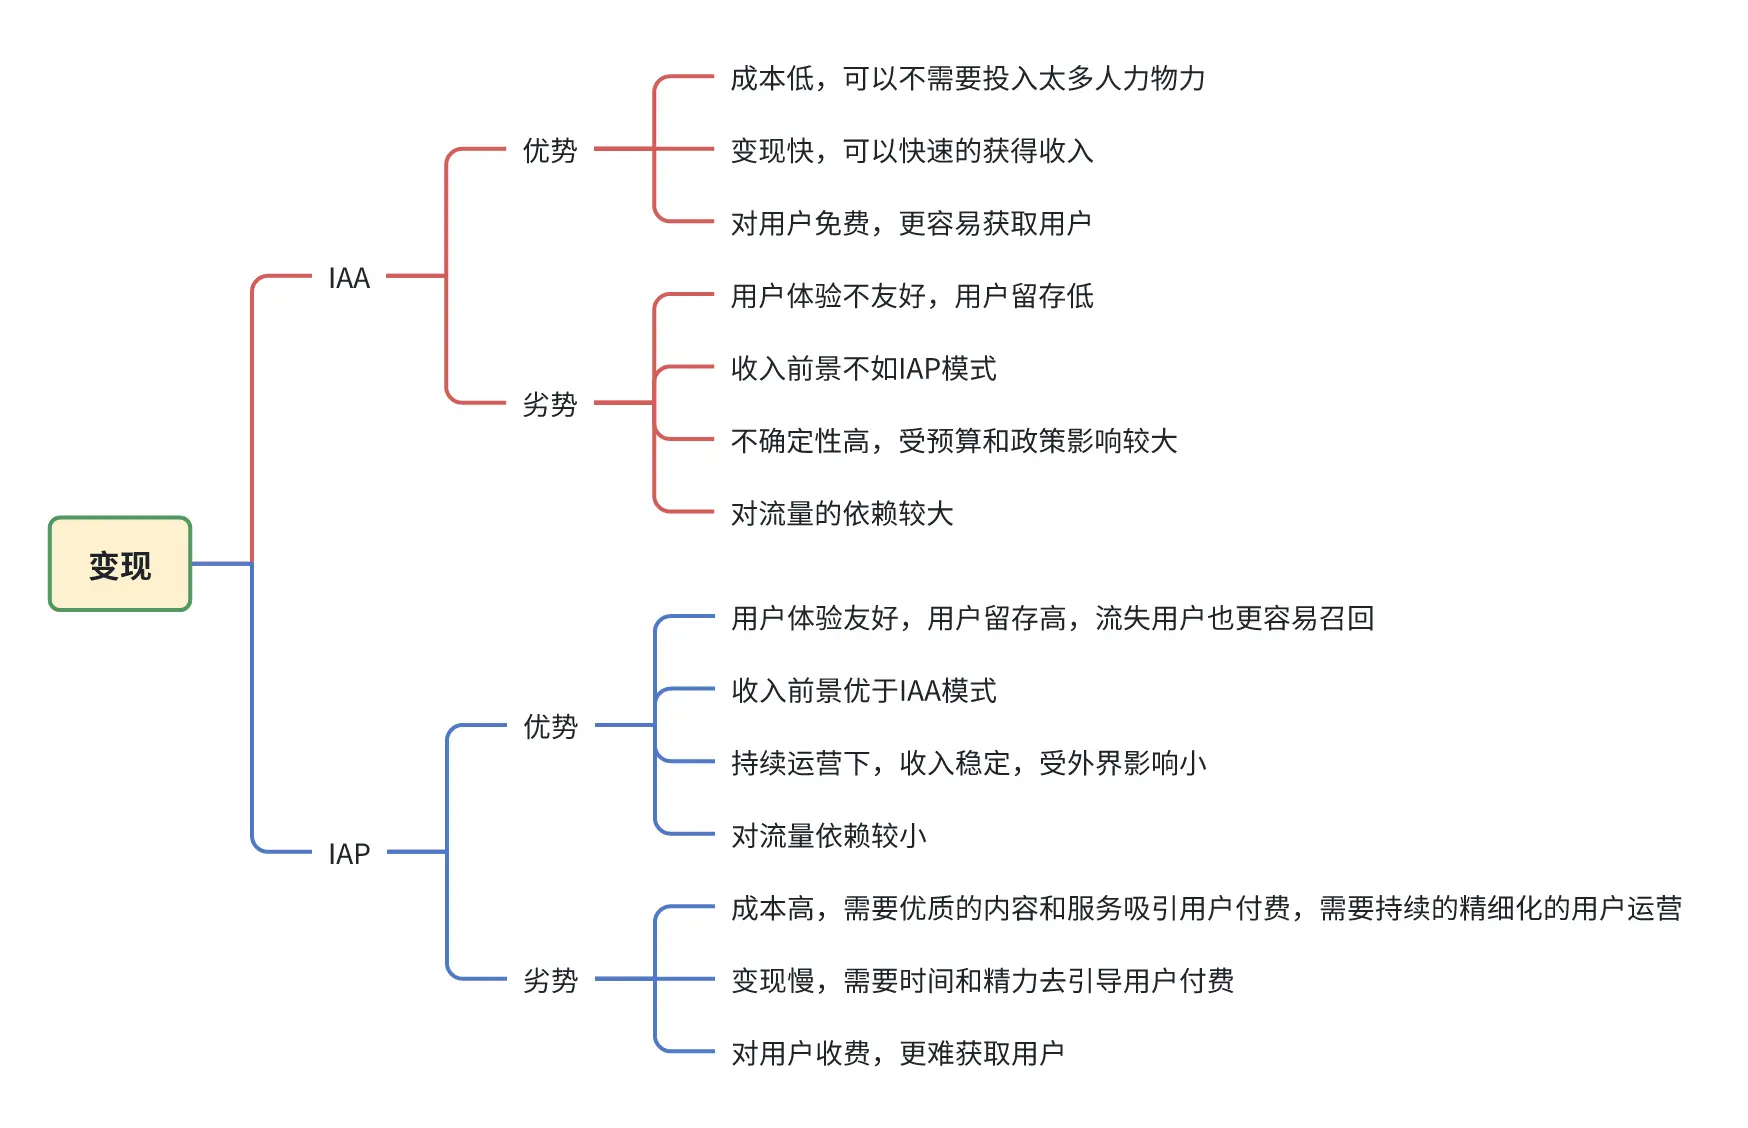 变现
IAA
优势
成本低，可以不需要投入太多人力物力
变现快，可以快速的获得收入
对用户免费，更容易获取用户
劣势
用户体验不友好，用户留存低
收入前景不如IAP模式
不确定性高，受预算和政策影响较大
对流量的依赖较大
IAP
优势
用户体验友好，用户留存高，流失用户也更容易召回
收入前景优于IAA模式
持续运营下，收入稳定，受外界影响小
对流量依赖较小
劣势
成本高，需要优质的内容和服务吸引用户付费，需要持续的精细化的用户运营
变现慢，需要时间和精力去引导用户付费
对用户收费，更难获取用户